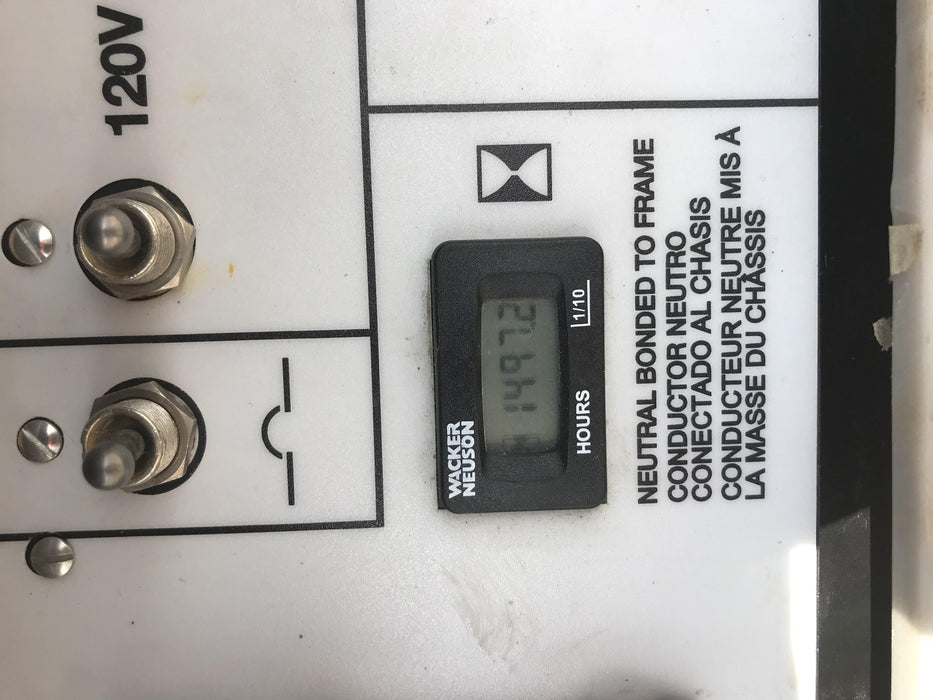 120V
WACKER
NEUSON
HOURS
1/10
NEUTRAL BONDED TO FRAME
CONDUCTOR NEUTRO
CONECTADO AL CHASIS
CONDUCTEUR NEUTRE MIS À
LA MASSE DU CHÂSSIS